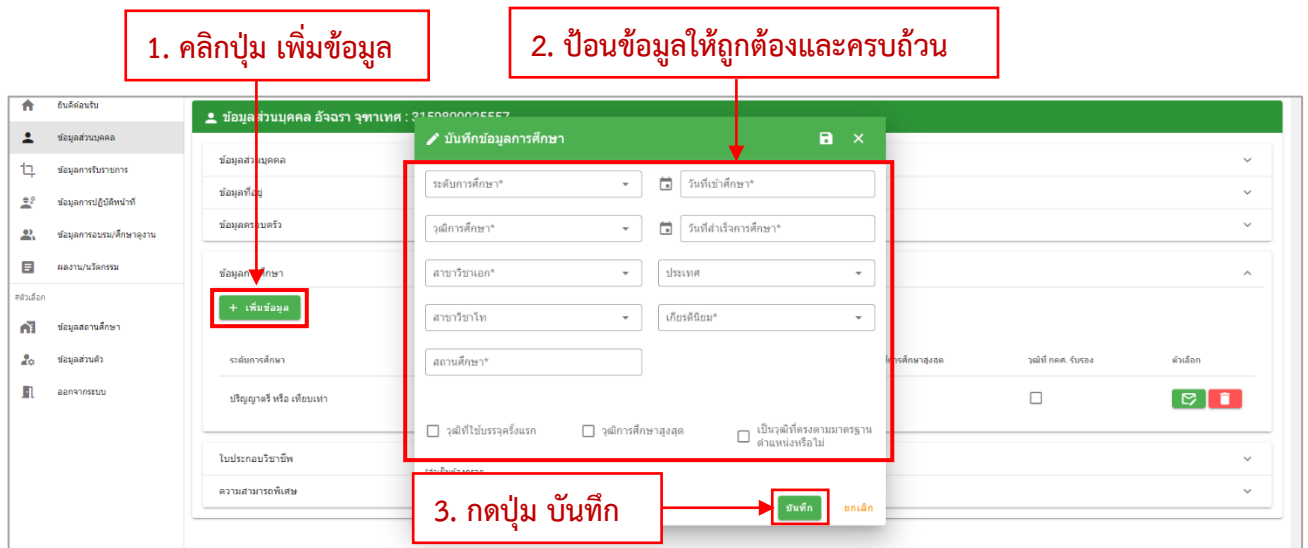 1. คลิกปุ่ม เพิ่มข้อมูล
2. ป้อนข้อมูลให้ถูกต้องและครบถ้วน
ยินดีต้อนรับ
ข้อมูลส่วนบุคคล
ข้อมูลการรับราชการ
ข้อมูลการปฏิบัติหน้าที่
ข้อมูลการอบรม/ศึกษาดูงาน
ผลงาน/นวัตกรรม
#ตัวเลือก
ข้อมูลสถานศึกษา
ข้อมูลส่วนตัว
ออกจากระบบ
ข้อมูลส่วนบุคคล อัจฉรา จุฑาเทศ :
ข้อมูลส่วนบุคคล
ข้อมูลที่อยู่
ข้อมูลครอบครัว
ข้อมูลการศึกษา
+ เพิ่มข้อมูล
ระดับการศึกษา
การศึกษาสูงสุด
วุฒิที่ กคศ. รับรอง
ตัวเลือก
ปริญญาตรี หรือ เทียบเท่า
ใบประกอบวิชาชีพ
ความสามารถพิเศษ
บันทึกข้อมูลการศึกษา
ระดับการศึกษา*
วันที่เข้าศึกษา*
วุฒิการศึกษา*
วันที่สำเร็จการศึกษา*
สาขาวิชาเอก*
ประเทศ
สาขาวิชาโท
เกียรตินิยม*
สถานศึกษา*
วุฒิที่ใช้บรรจุครั้งแรก
วุฒิการศึกษาสูงสุด
เป็นวุฒิที่ตรงตามมาตรฐาน
ตำแหน่งหรือไม่
3. กดปุ่ม บันทึก
บันทึก
ยกเลิก